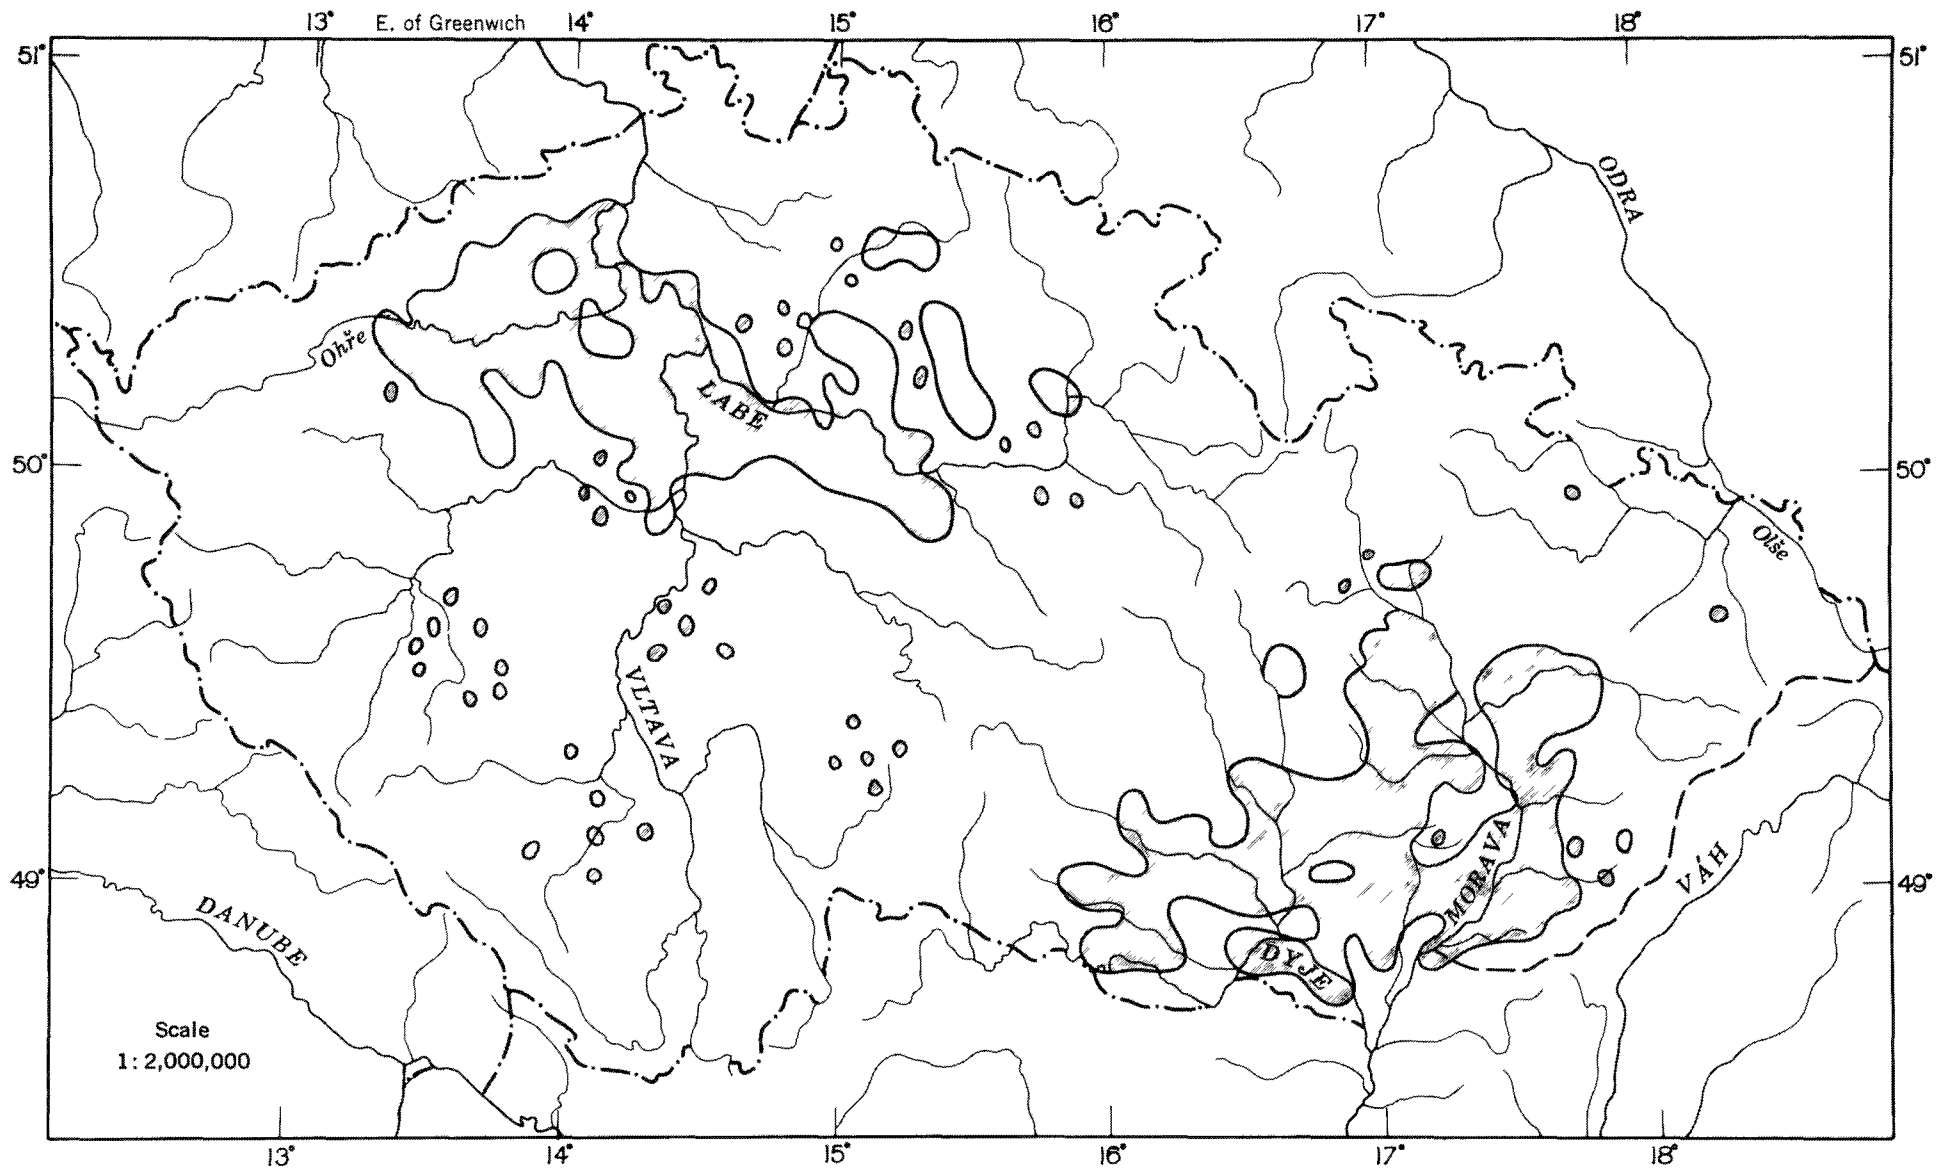 13° E. of Greenwich 14° 15° 16° 17° 18°
51° 51°
ODRA
Ohře
LABE
50° 50°
Olše
VLTAVA
MORAVA
VÁH
49° 49°
DANUBE
DYJE
Scale
1:2,000,000
13° 14° 15° 16° 17° 18°